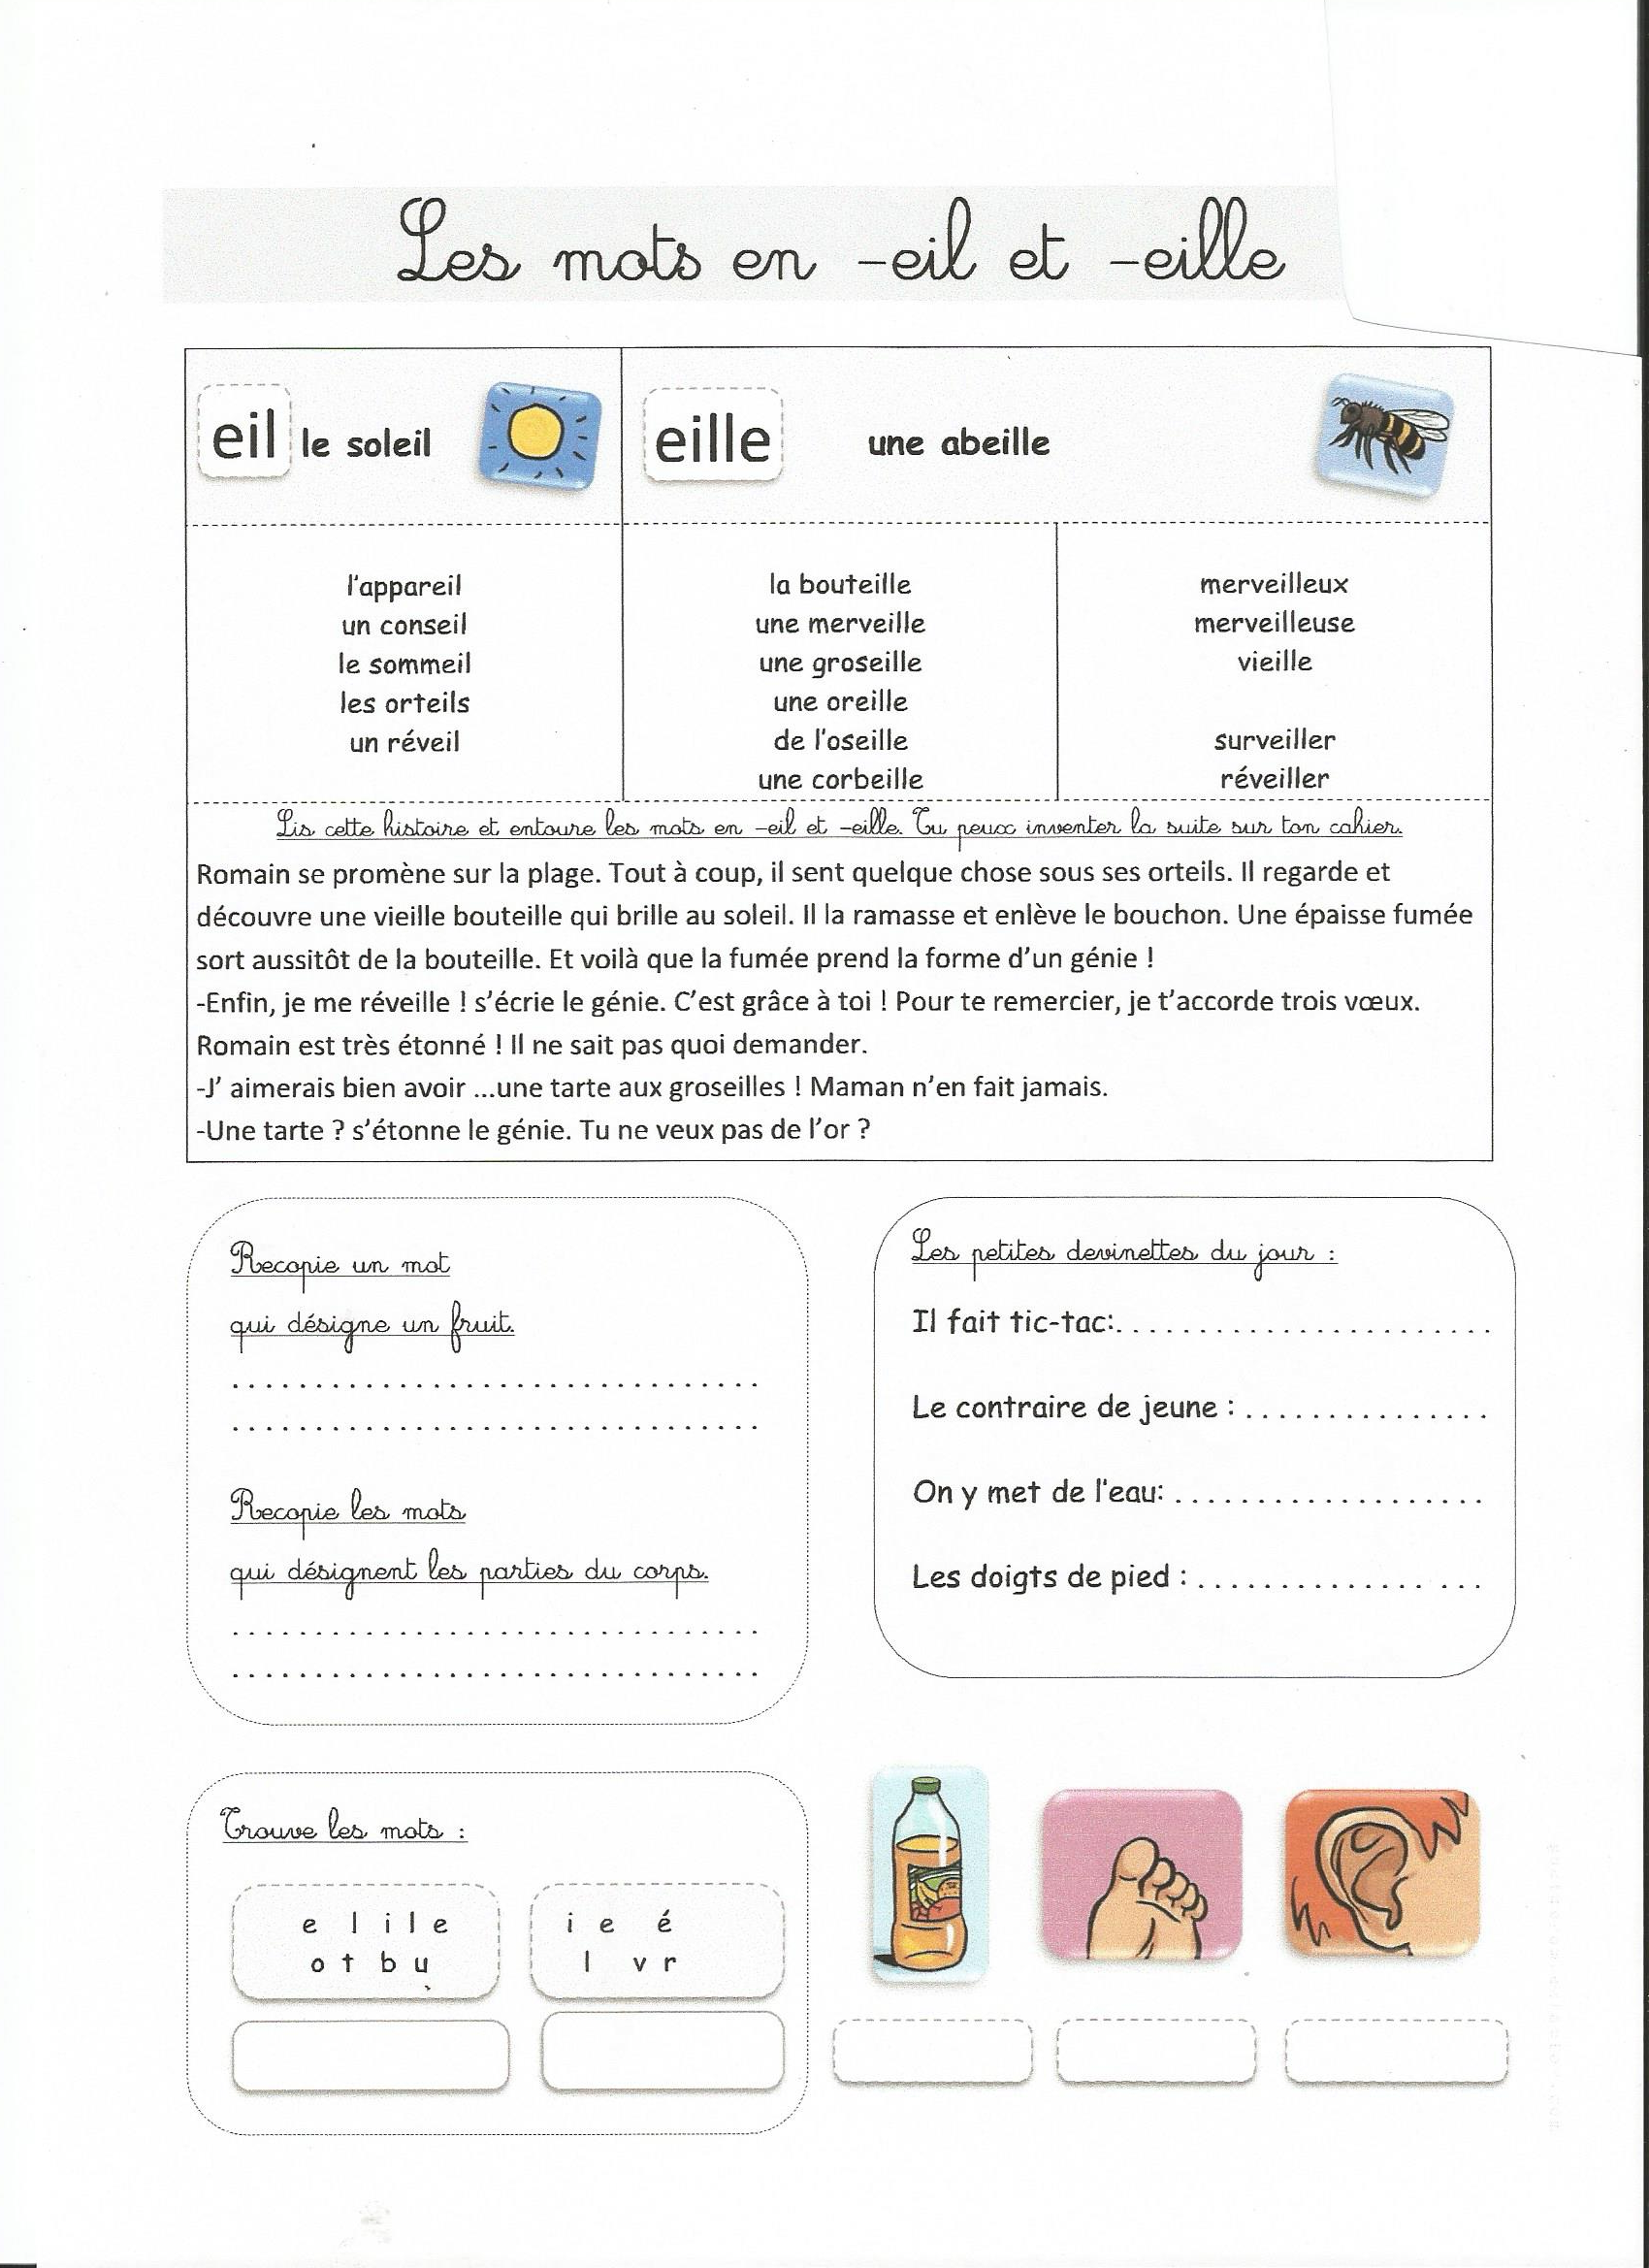 Les mots en -eil et -eille
eil le soleil
eille une abeille
l'appareil
un conseil
le sommeil
les orteils
un réveil
la bouteille
une merveille
une groseille
une oreille
de l'oseille
une corbeille
merveilleux
merveilleuse
vieille
surveiller
réveiller
Lis cette histoire et entoure les mots en -eil et -eille. Tu peux inventer la suite sur ton cahier.
Romain se promène sur la plage. Tout à coup, il sent quelque chose sous ses orteils. Il regarde et
découvre une vieille bouteille qui brille au soleil. Il la ramasse et enlève le bouchon. Une épaisse fumée
sort aussitôt de la bouteille. Et voilà que la fumée prend la forme d'un génie !
-Enfin, je me réveille ! s'écrie le génie. C'est grâce à toi ! Pour te remercier, je t'accorde trois vœux.
Romain est très étonné ! Il ne sait pas quoi demander.
-J' aimerais bien avoir ...une tarte aux groseilles ! Maman n'en fait jamais.
-Une tarte ? s'étonne le génie. Tu ne veux pas de l'or ?
Recopie un mot
qui désigne un fruit.
Recopie les mots
qui désignent les parties du corps.
Les petites devinettes du jour :
Il fait tic-tac:. . . . . . . . . . . . . . . . . . . . . . .
Le contraire de jeune : . . . . . . . . . . . . . . .
On y met de l'eau: . . . . . . . . . . . . . . . . . . .
Les doigts de pied : . . . . . . . . . . . . . . . . .
Trouve les mots :
e l i l e
o t b u
i e é
l v r